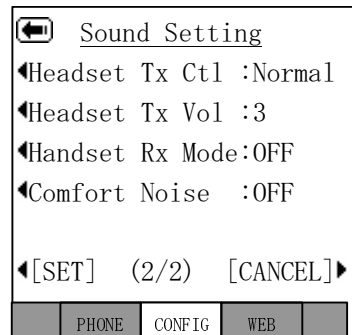 Sound Setting
Headset Tx Ctl :Normal
Headset Tx Vol :3
Handset Rx Mode:OFF
Comfort Noise :OFF
[SET] (2/2) [CANCEL]
PHONE CONFIG WEB